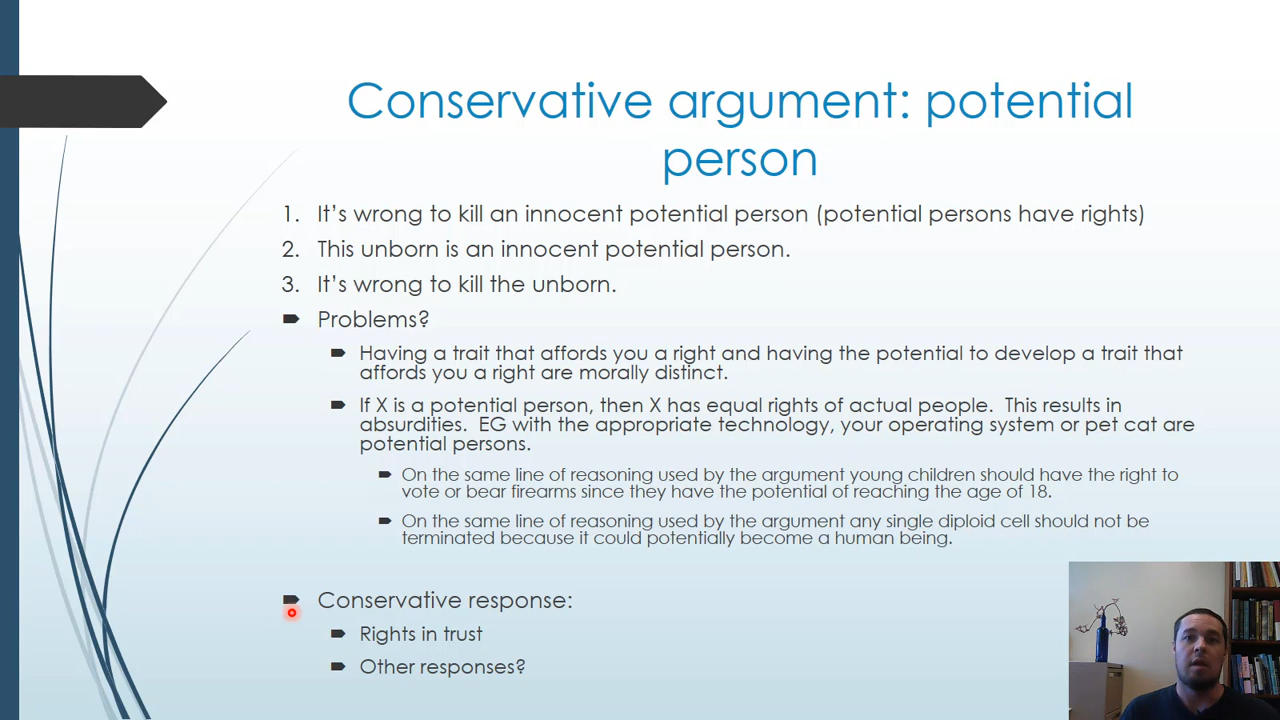 Conservative argument: potential
person
1. It's wrong to kill an innocent potential person (potential persons have rights)
2. This unborn is an innocent potential person.
3. It's wrong to kill the unborn.
Problems?
Having a trait that affords you a right and having the potential to develop a trait that
affords you a right are morally distinct.
If X is a potential person, then X has equal rights of actual people.  This results in
absurdities.  EG with the appropriate technology, your operating system or pet cat are
potential persons.
On the same line of reasoning used by the argument young children should have the right to
vote or bear firearms since they have the potential of reaching the age of 18.
On the same line of reasoning used by the argument any single diploid cell should not be
terminated because it could potentially become a human being.
Conservative response:
Rights in trust
Other responses?